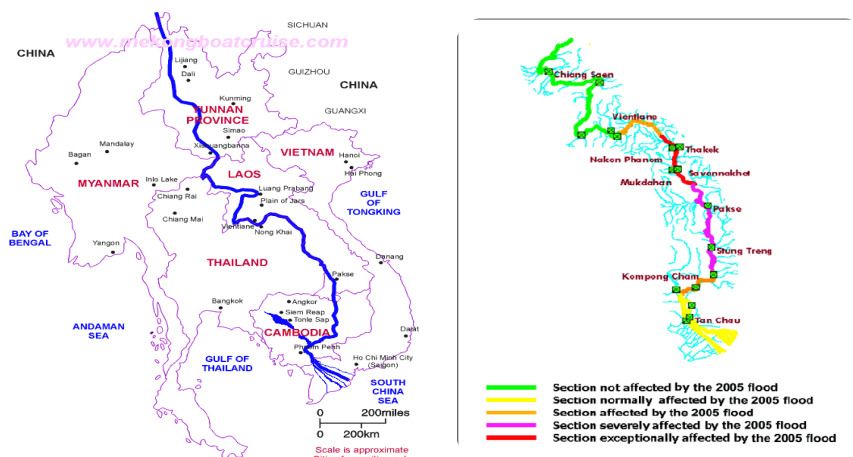 www.mekongboatcruise.com
SICHUAN
CHINA
Lijiang
Dali
GUIZHOU
CHINA
Kunming
YUNNAN
PROVINCE
GUANGXI
Simao
Xishuangbanna
Mandalay
Bagan
VIETNAM
Hanoi
Hai Phong
MYANMAR
Inlo Lake
LAOS
Chiang Rai
Luang Prabang
Plain of Jars
GULF OF
TONGKING
Chiang Mai
BAY OF
BENGAL
Vientiane
Nong Khai
Yangon
THAILAND
Danang
Pakse
Bangkok
Angkor
Siem Reap
Tonle Sap
ANDAMAN
SEA
CAMBODIA
Dalat
Phnom Penh
GULF OF
THAILAND
Ho Chi Minh City
(Saigon)
SOUTH
CHINA
SEA
0 200miles
0 200km
Scale is approximate
Chiang Saen
Vientiane
Thakek
Nakon Phanom
Savannakhet
Mukdahan
Pakse
Stung Treng
Kompong Cham
Tan Chau
Section not affected by the 2005 flood
Section normally affected by the 2005 flood
Section affected by the 2005 flood
Section severely affected by the 2005 flood
Section exceptionally affected by the 2005 flood